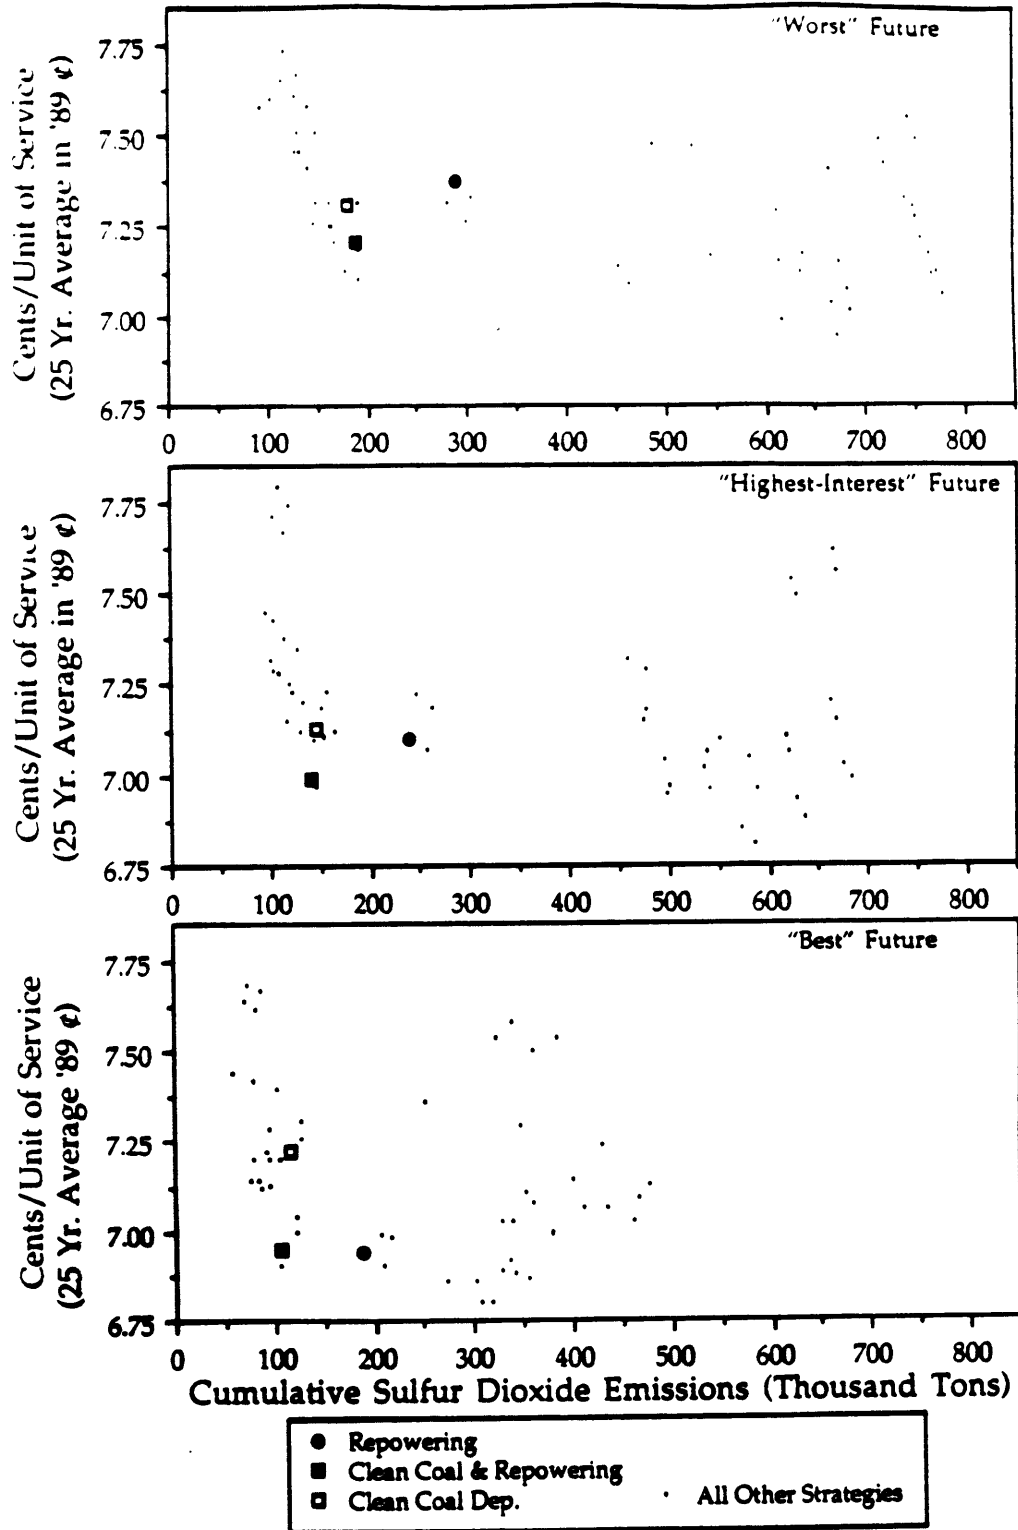 "Worst" Future
Cents/Unit of Service
(25 Yr. Average in '89 ¢)
7.75
7.50
7.25
7.00
6.75
0 100 200 300 400 500 600 700 800
"Highest-Interest" Future
Cents/Unit of Service
(25 Yr. Average in '89 ¢)
7.75
7.50
7.25
7.00
6.75
0 100 200 300 400 500 600 700 800
"Best" Future
Cents/Unit of Service
(25 Yr. Average '89 ¢)
7.75
7.50
7.25
7.00
6.75
0 100 200 300 400 500 600 700 800
Cumulative Sulfur Dioxide Emissions (Thousand Tons)
Repowering
Clean Coal & Repowering
Clean Coal Dep.
All Other Strategies